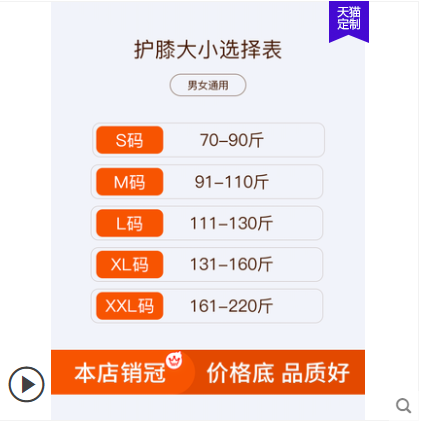 天猫
定制
护膝大小选择表
男女通用
S码 70-90斤
M码 91-110斤
L码 111-130斤
XL码 131-160斤
XXL码 161-220斤
本店销冠 价格底 品质好